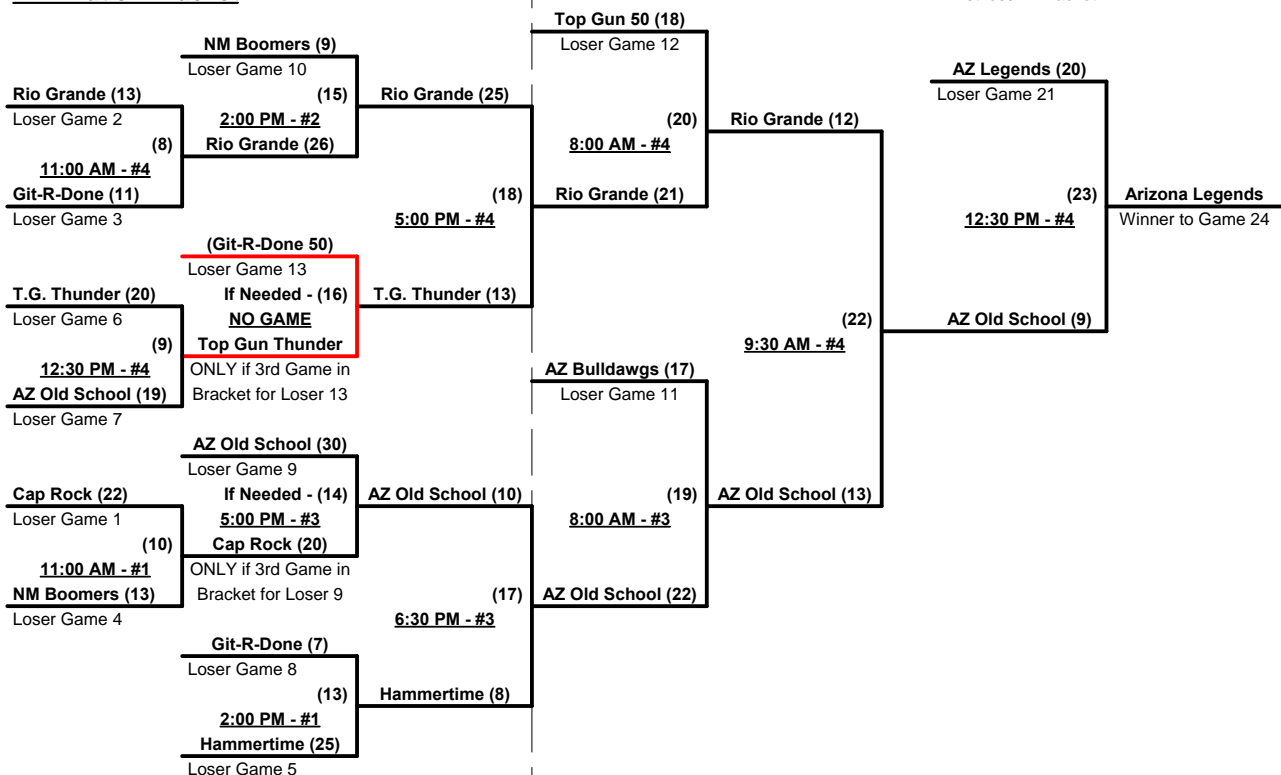 Top Gun 50 (18)
Loser Game 12
NM Boomers (9)
Loser Game 10
AZ Legends (20)
Loser Game 21
Rio Grande (13)
Loser Game 2
(15)
2:00 PM - #2
Rio Grande (25)
(20)
8:00 AM - #4
Rio Grande (12)
(8)
11:00 AM - #4
Rio Grande (26)
Git-R-Done (11)
Loser Game 3
(18)
5:00 PM - #4
Rio Grande (21)
(23)
12:30 PM - #4
Arizona Legends
Winner to Game 24
(Git-R-Done 50)
Loser Game 13
T.G. Thunder (20)
Loser Game 6
If Needed - (16)
NO GAME
T.G. Thunder (13)
(22)
9:30 AM - #4
AZ Old School (9)
(9)
12:30 PM - #4
Top Gun Thunder
ONLY if 3rd Game in
Bracket for Loser 13
AZ Bulldawgs (17)
Loser Game 11
AZ Old School (19)
Loser Game 7
AZ Old School (30)
Loser Game 9
Cap Rock (22)
Loser Game 1
If Needed - (14)
5:00 PM - #3
AZ Old School (10)
(19)
8:00 AM - #3
AZ Old School (13)
(10)
11:00 AM - #1
Cap Rock (20)
ONLY if 3rd Game in
Bracket for Loser 9
NM Boomers (13)
Loser Game 4
(17)
6:30 PM - #3
AZ Old School (22)
Git-R-Done (7)
Loser Game 8
(13)
2:00 PM - #1
Hammertime (8)
Hammertime (25)
Loser Game 5